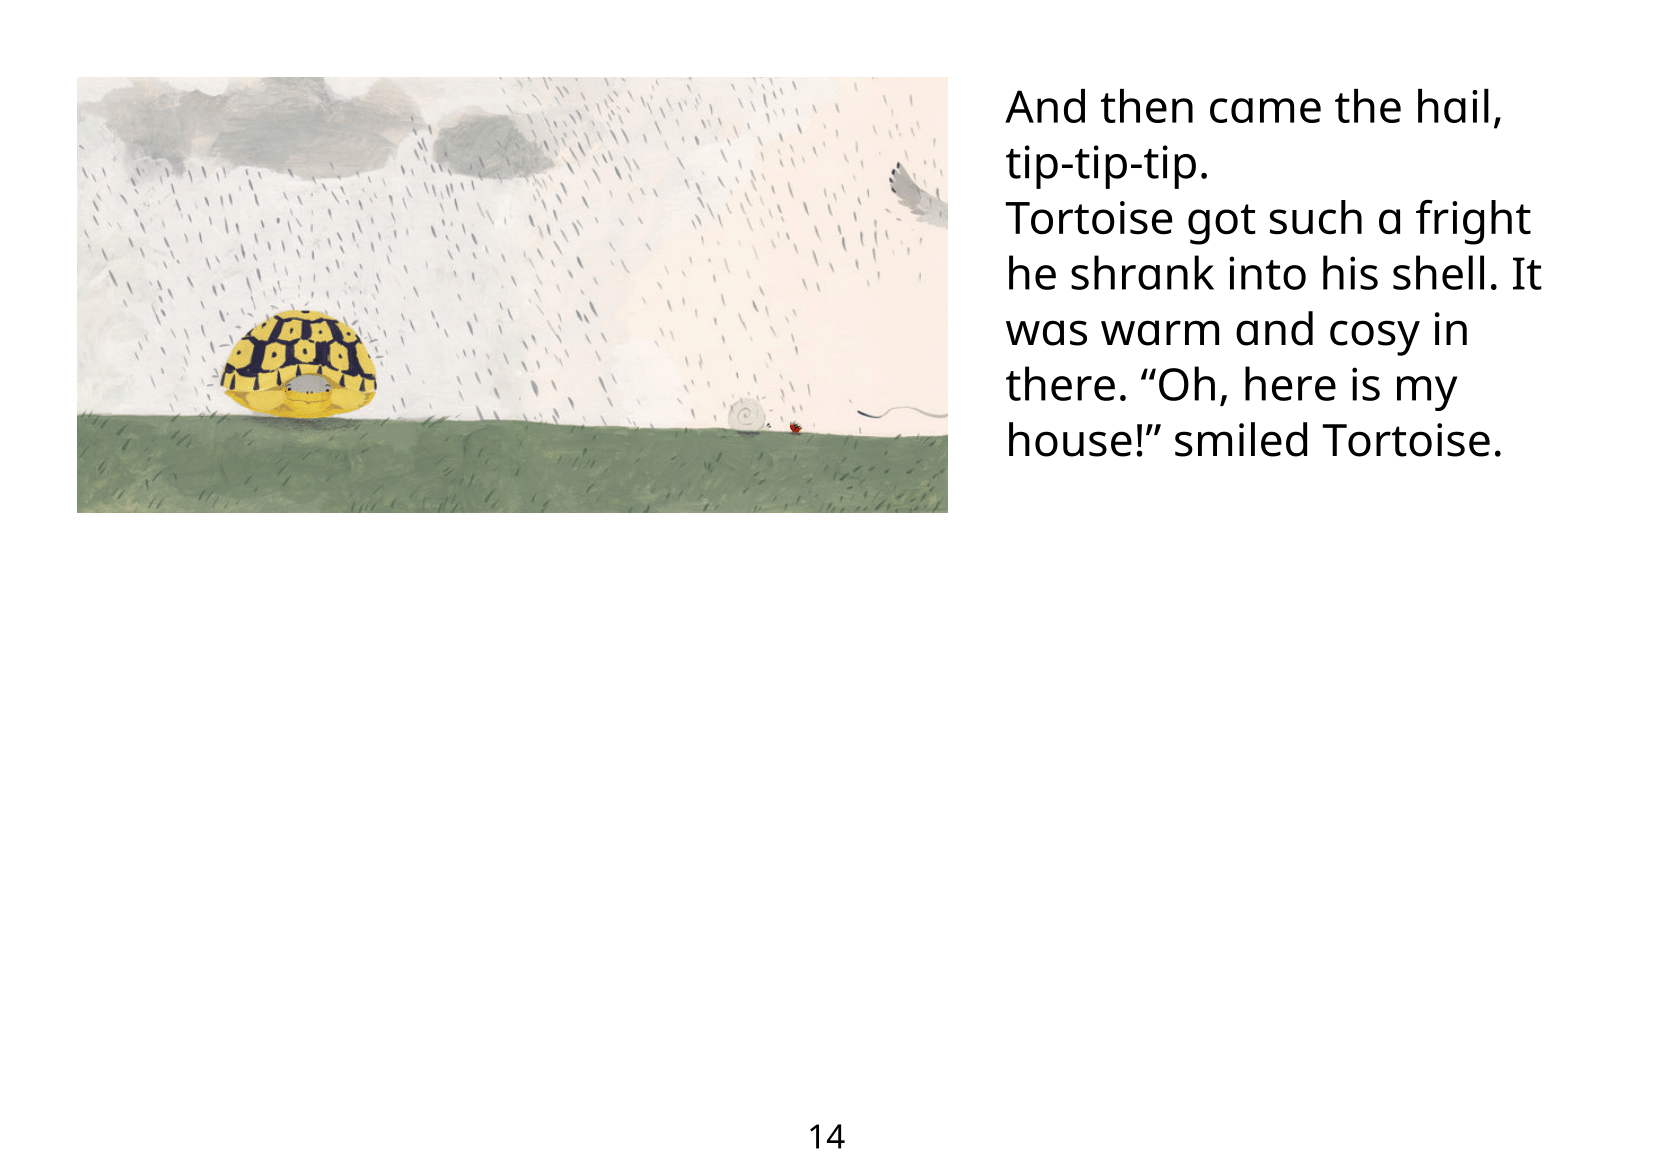 And then came the hail,
tip-tip-tip.
Tortoise got such a fright
he shrank into his shell. It
was warm and cosy in
there. “Oh, here is my
house!” smiled Tortoise.
14